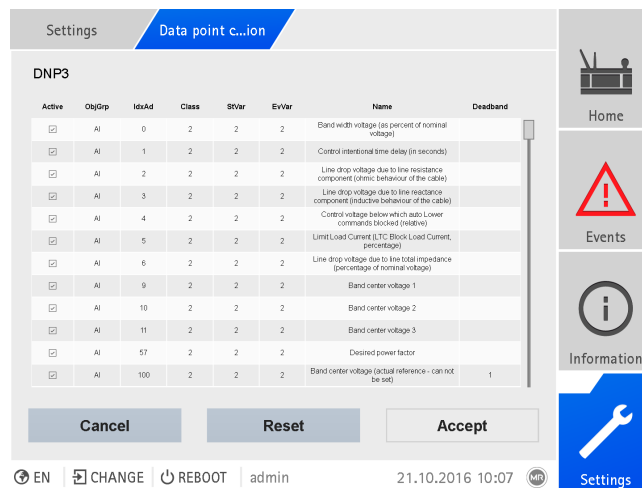 Settings
Data point c...ion
DNP3
Active ObjGrp IdxAd Class StVar EvVar Name Deadband
AI 0 2 2 2 Band width voltage (as percent of nominal
voltage)
AI 1 2 2 2 Control intentional time delay (in seconds)
AI 2 2 2 2 Line drop voltage due to line resistance
component (ohmic behaviour of the cable)
AI 3 2 2 2 Line drop voltage due to line reactance
component (inductive behaviour of the cable)
AI 4 2 2 2 Control voltage below which auto Lower
commands blocked (relative)
AI 5 2 2 2 Limit Load Current (LTC Block Load Current,
percentage)
AI 6 2 2 2 Line drop voltage due to line total impedance
(percentage of nominal voltage)
AI 9 2 2 2 Band center voltage 1
AI 10 2 2 2 Band center voltage 2
AI 11 2 2 2 Band center voltage 3
AI 57 2 2 2 Desired power factor
AI 100 2 2 2 Band center voltage (actual reference - can not
be set) 1
Cancel Reset Accept
EN CHANGE REBOOT admin 21.10.2016 10:07 MR
Home
Events
Information
Settings